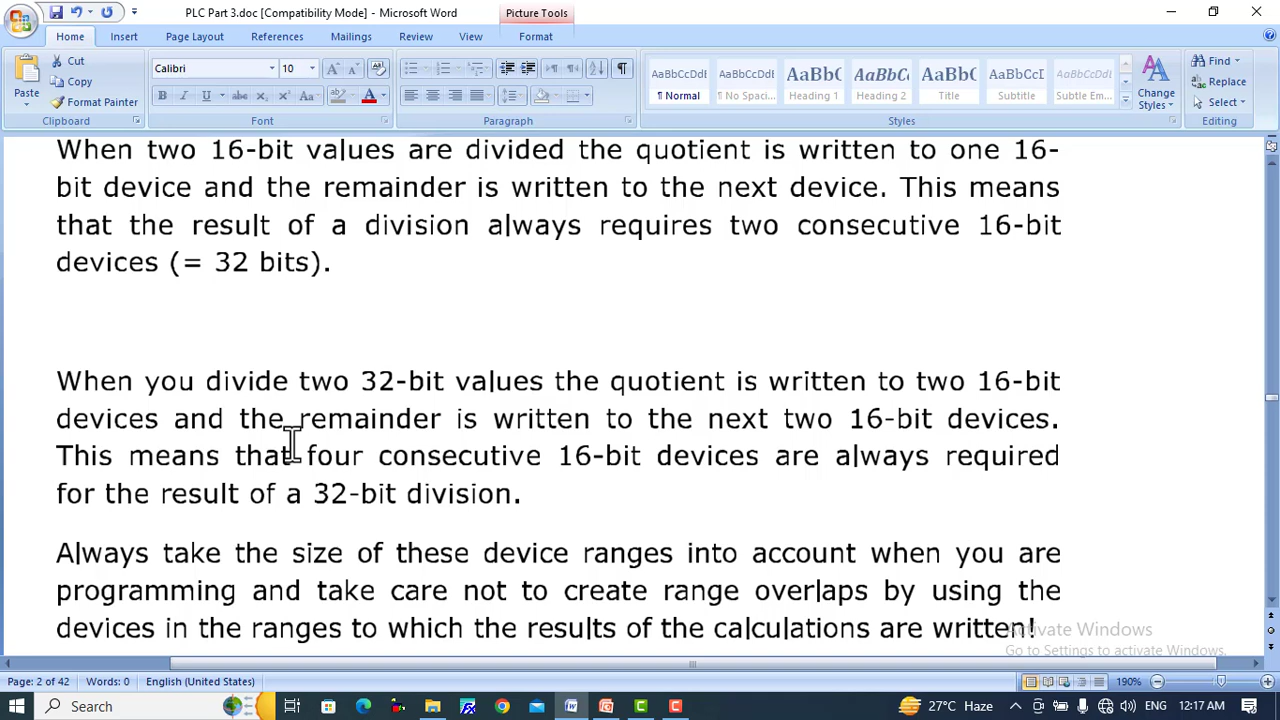 PLC Part 3.doc [Compatibility Mode] - Microsoft Word
Picture Tools
Home Insert Page Layout References Mailings Review View Format
Paste
Cut
Copy
Format Painter
Clipboard
Calibri 10
Font
Paragraph
AaBbCcDd AaBbCcDd AaBbC AaBbCc AaBbC AaBbCcI AaBbCcDd
¶ Normal ¶ No Spaci... Heading 1 Heading 2 Title Subtitle Subtle Em...
Change
Styles
Styles
Find
Replace
Select
Editing
When two 16-bit values are divided the quotient is written to one 16-
bit device and the remainder is written to the next device. This means
that the result of a division always requires two consecutive 16-bit
devices (= 32 bits).
When you divide two 32-bit values the quotient is written to two 16-bit
devices and the remainder is written to the next two 16-bit devices.
This means that four consecutive 16-bit devices are always required
for the result of a 32-bit division.
Always take the size of these device ranges into account when you are
programming and take care not to create range overlaps by using the
devices in the ranges to which the results of the calculations are written!
Activate Windows
Go to Settings to activate Windows.
Page: 2 of 42 Words: 0 English (United States) 190%
Search 27°C Haze ENG 12:17 AM